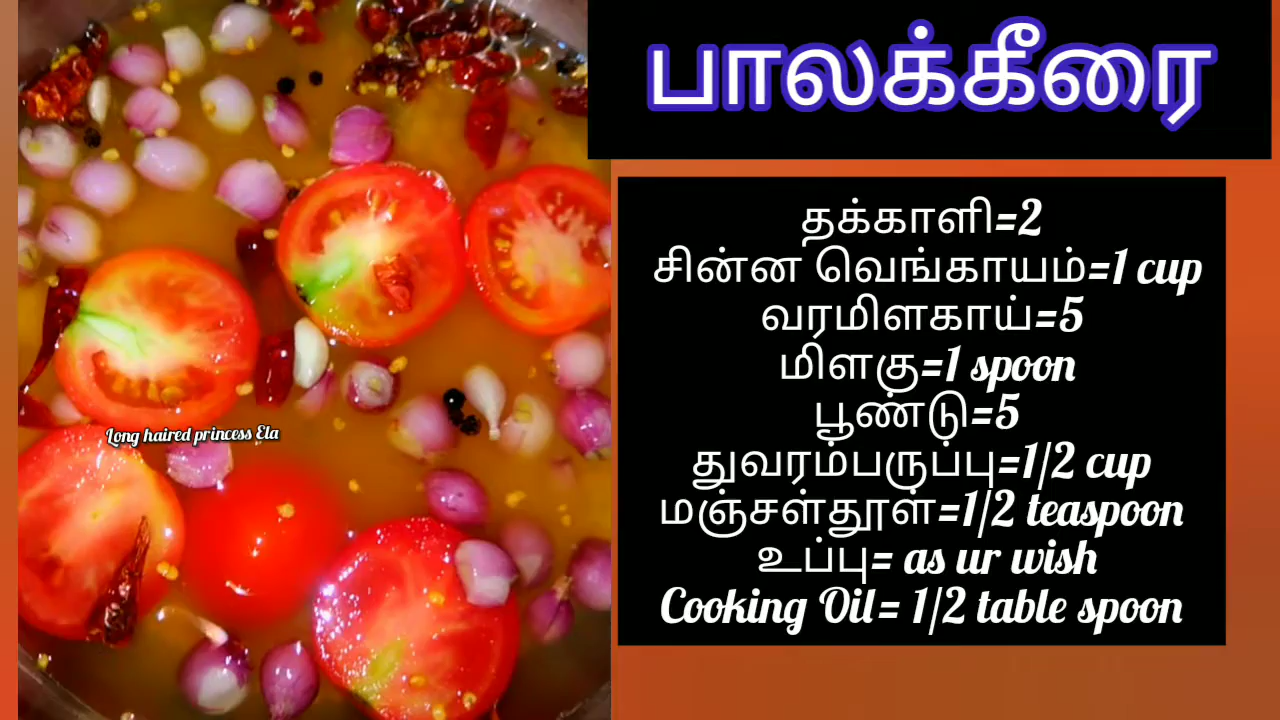 பாலக்கீரை
தக்காளி=2
சின்ன வெங்காயம்=1 cup
வரமிளகாய்=5
மிளகு=1 spoon
பூண்டு=5
துவரம்பருப்பு=1/2 cup
மஞ்சள்தூள்=1/2 teaspoon
உப்பு= as ur wish
Cooking Oil= 1/2 table spoon
Long haired princess Ela